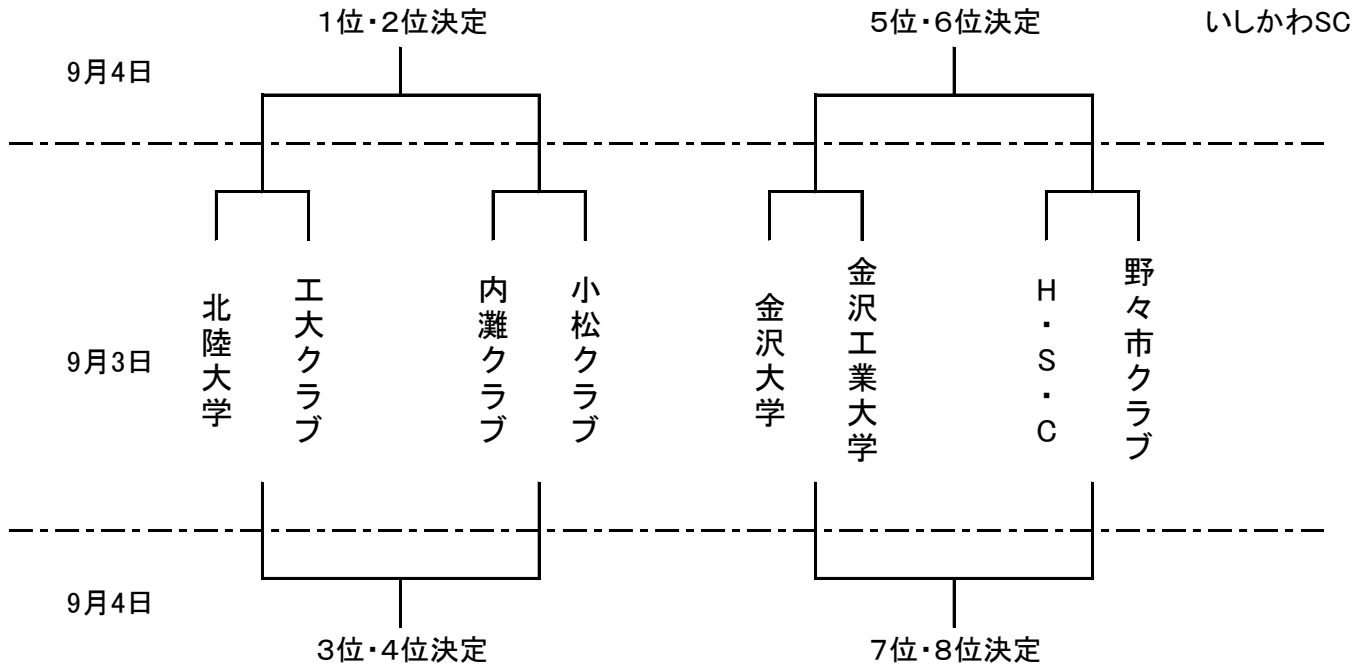 1位・2位決定
5位・6位決定
いしかわSC
9月4日
9月3日
北陸大学
工大クラブ
内灘クラブ
小松クラブ
金沢大学
金沢工業大学
H・S・C
野々市クラブ
9月4日
3位・4位決定
7位・8位決定